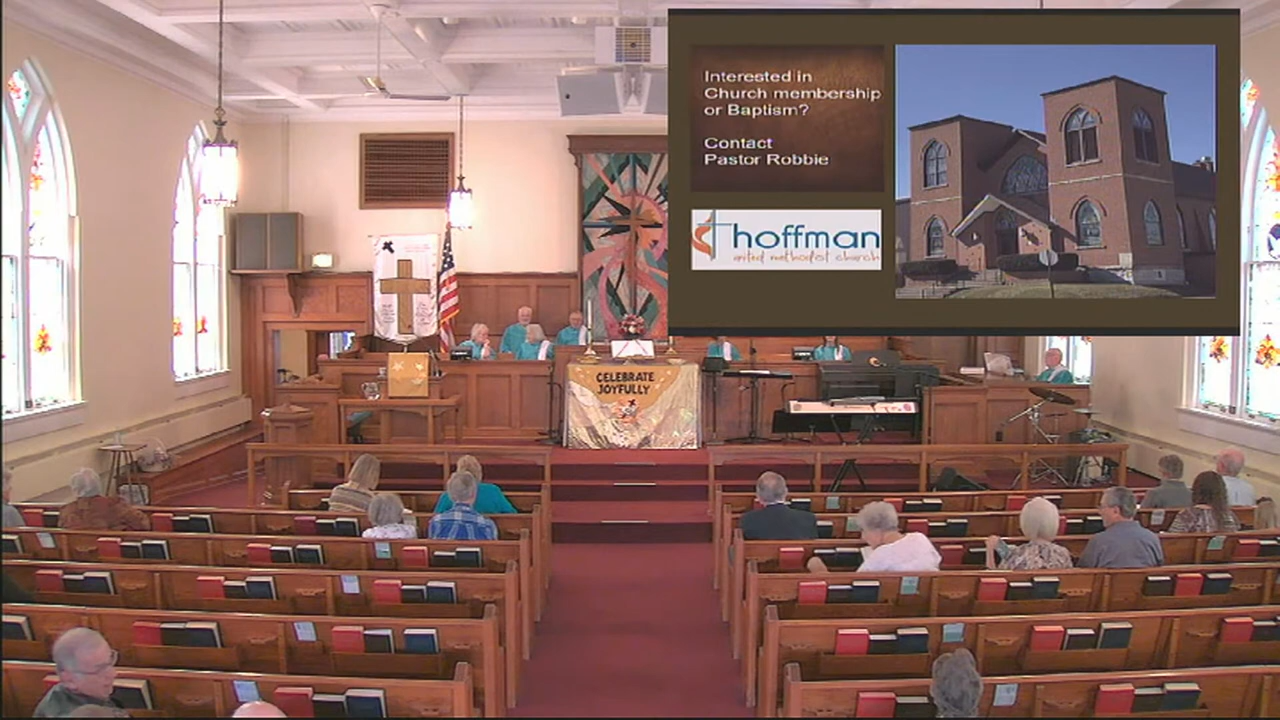 Interested in
Church membership
or Baptism?
Contact
Pastor Robbie
hoffman
united methodist church
CELEBRATE
JOYFULLY